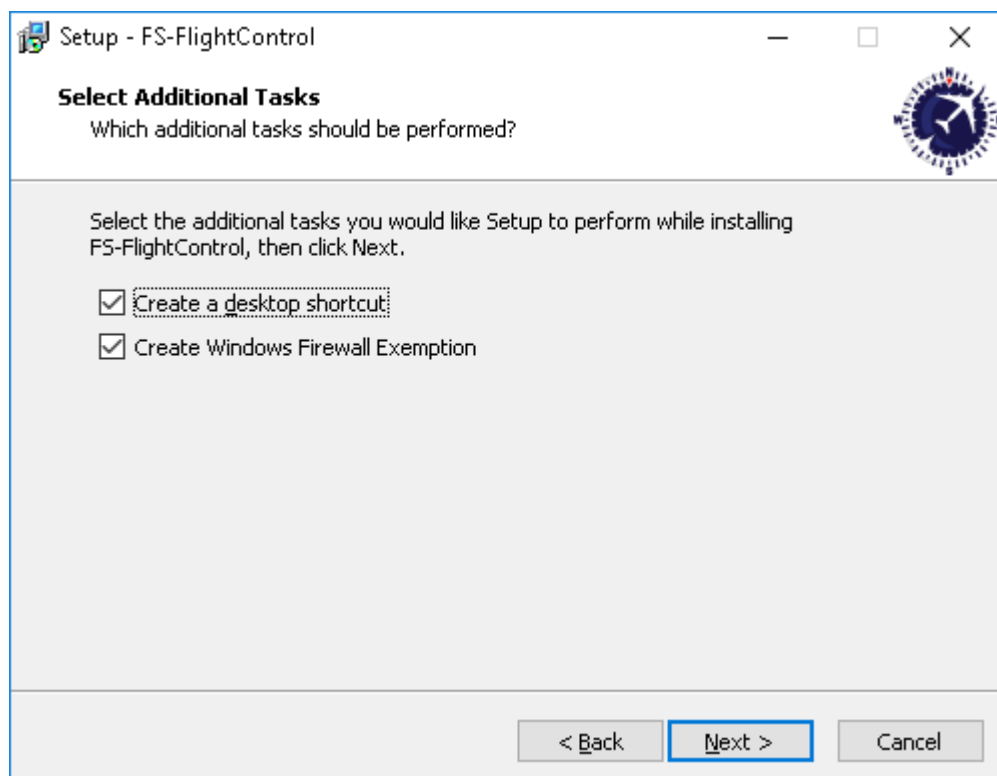 Setup - FS-FlightControl
Select Additional Tasks
Which additional tasks should be performed?
Select the additional tasks you would like Setup to perform while installing
FS-FlightControl, then click Next.
Create a desktop shortcut
Create Windows Firewall Exemption
< Back
Next >
Cancel